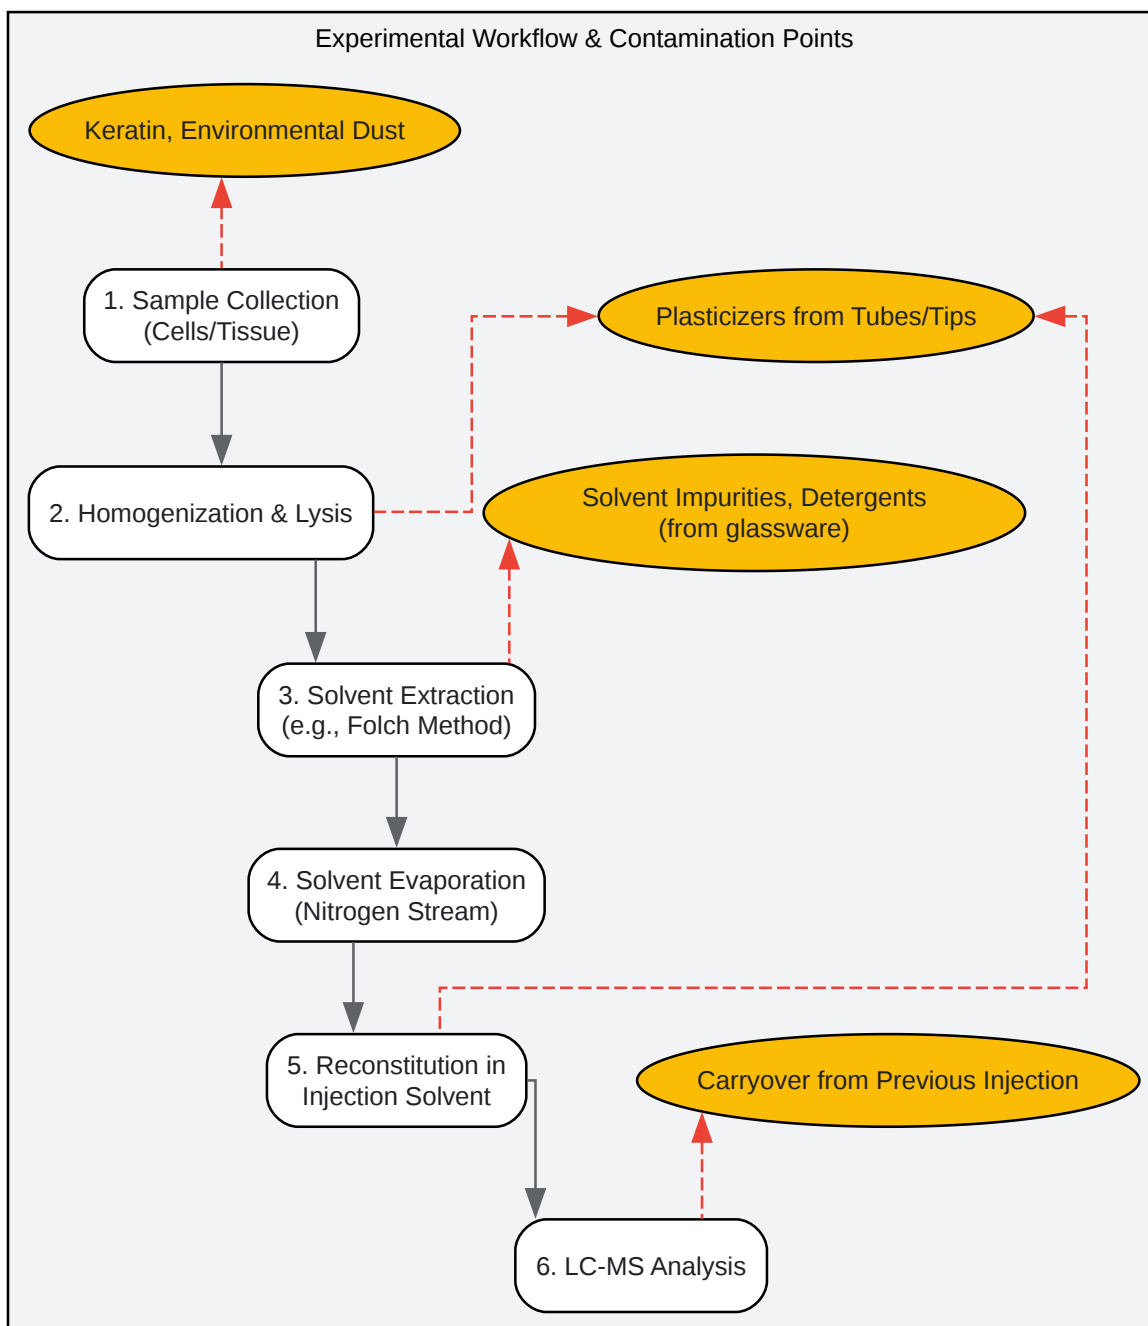 Experimental Workflow & Contamination Points
Keratin, Environmental Dust
1. Sample Collection
(Cells/Tissue)
Plasticizers from Tubes/Tips
2. Homogenization & Lysis
Solvent Impurities, Detergents
(from glassware)
3. Solvent Extraction
(e.g., Folch Method)
4. Solvent Evaporation
(Nitrogen Stream)
5. Reconstitution in
Injection Solvent
Carryover from Previous Injection
6. LC-MS Analysis